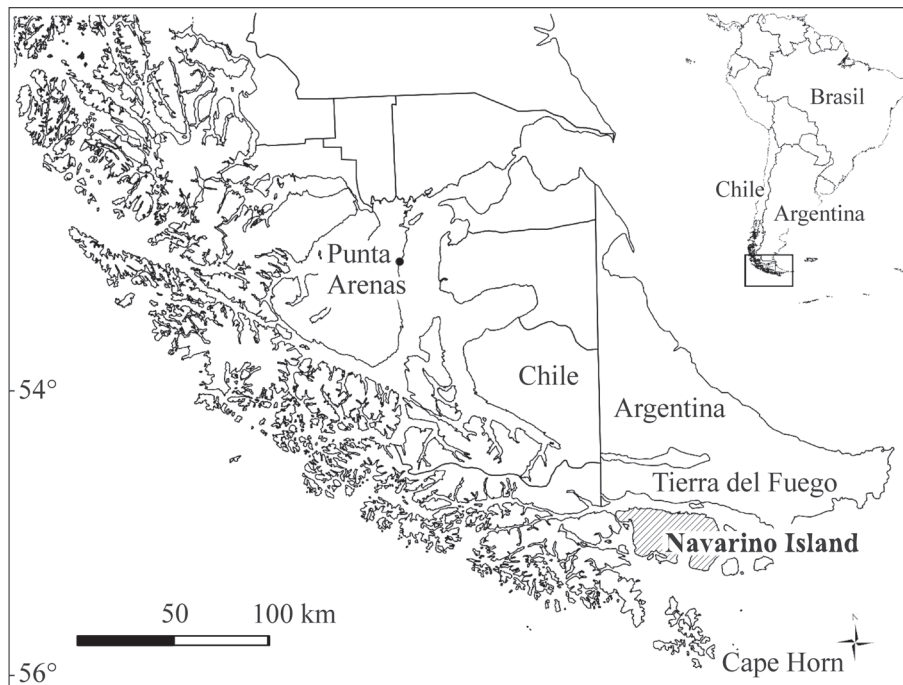 Brasil
Chile
Argentina
Punta
Arenas
54°
Chile
Argentina
Tierra del Fuego
Navarino Island
50 100 km
N
Cape Horn
56°